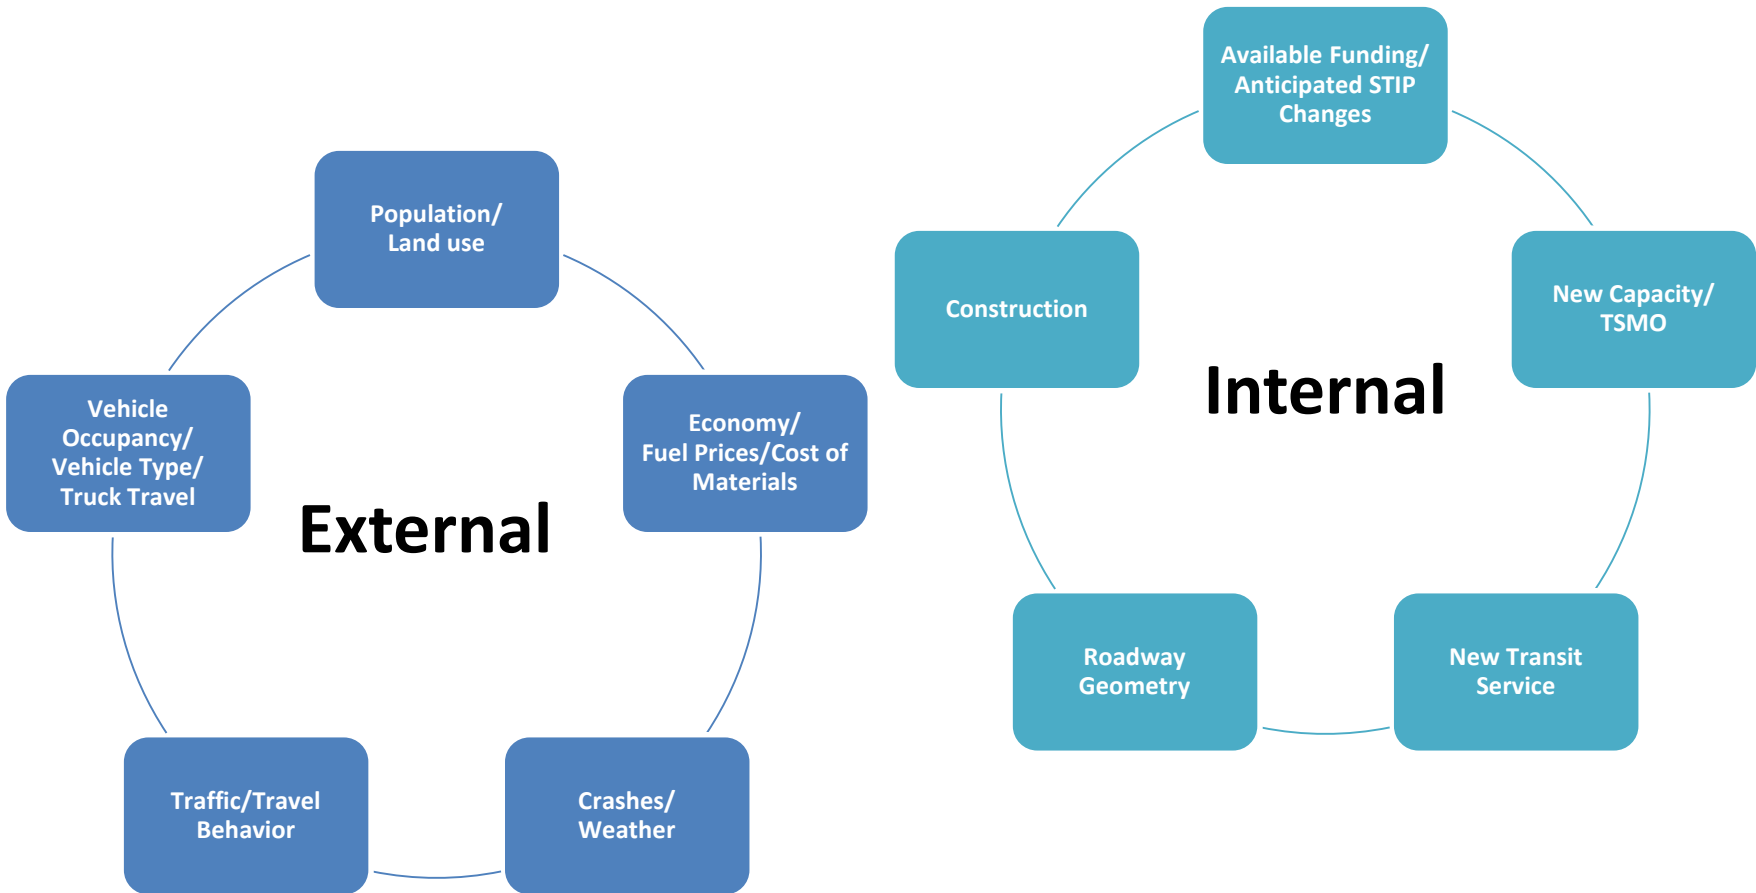 Population/
Land use
Economy/
Fuel Prices/Cost of
Materials
Crashes/
Weather
Traffic/Travel
Behavior
Vehicle
Occupancy/
Vehicle Type/
Truck Travel
External
Available Funding/
Anticipated STIP
Changes
New Capacity/
TSMO
New Transit
Service
Roadway
Geometry
Construction
Internal